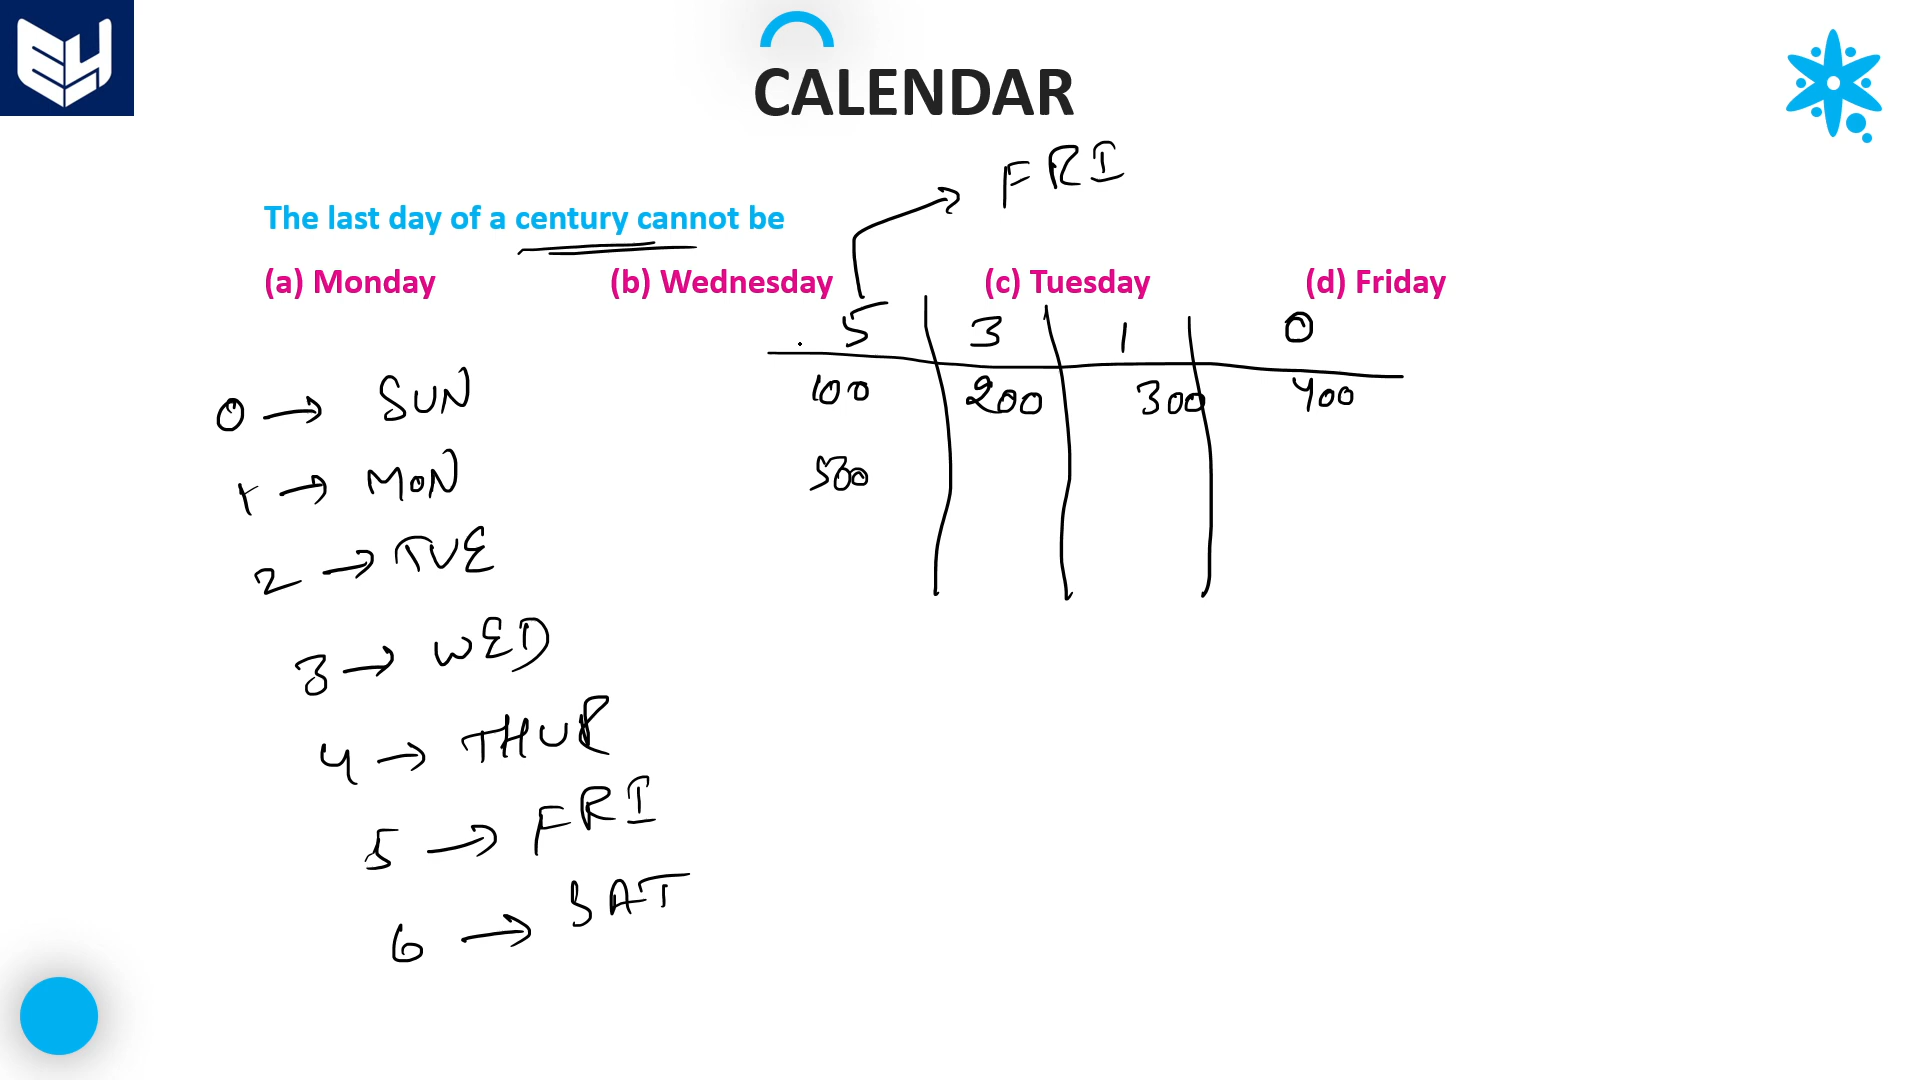 CALENDAR
FRI
The last day of a century cannot be
(a) Monday (b) Wednesday (c) Tuesday (d) Friday
5 3 1 0
100 200 300 400
500
0 → SUN
1 → MON
2 → TUE
3 → WED
4 → THUR
5 → FRI
6 → SAT